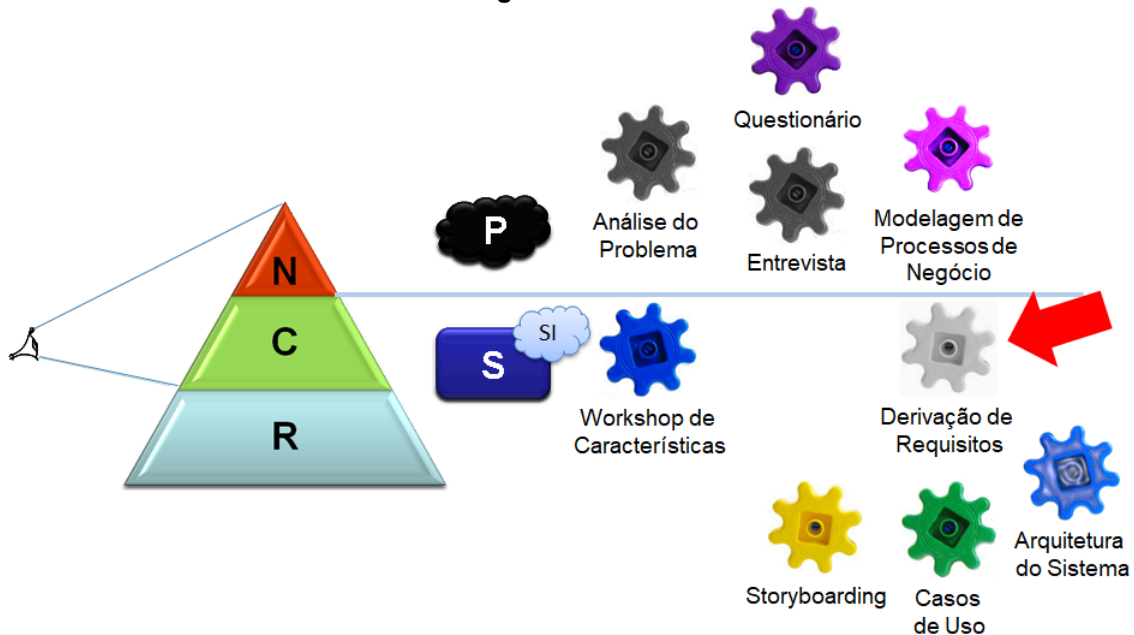 Questionário
Análise do
Problema
Entrevista
Modelagem de
Processos de
Negócio
P
N
C
R
SI
S
Workshop de
Características
Derivação de
Requisitos
Storyboarding
Casos
de Uso
Arquitetura
do Sistema